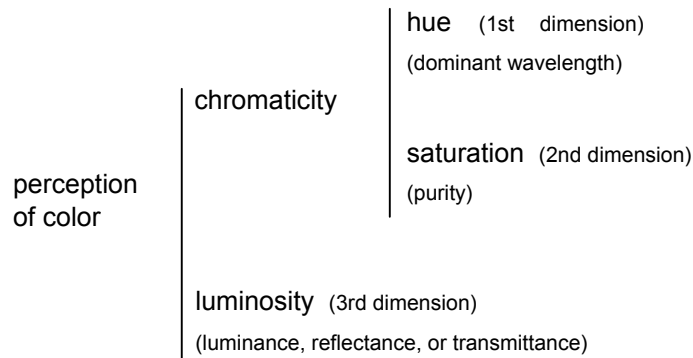 hue (1st dimension)
(dominant wavelength)
chromaticity
saturation (2nd dimension)
(purity)
perception
of color
luminosity (3rd dimension)
(luminance, reflectance, or transmittance)